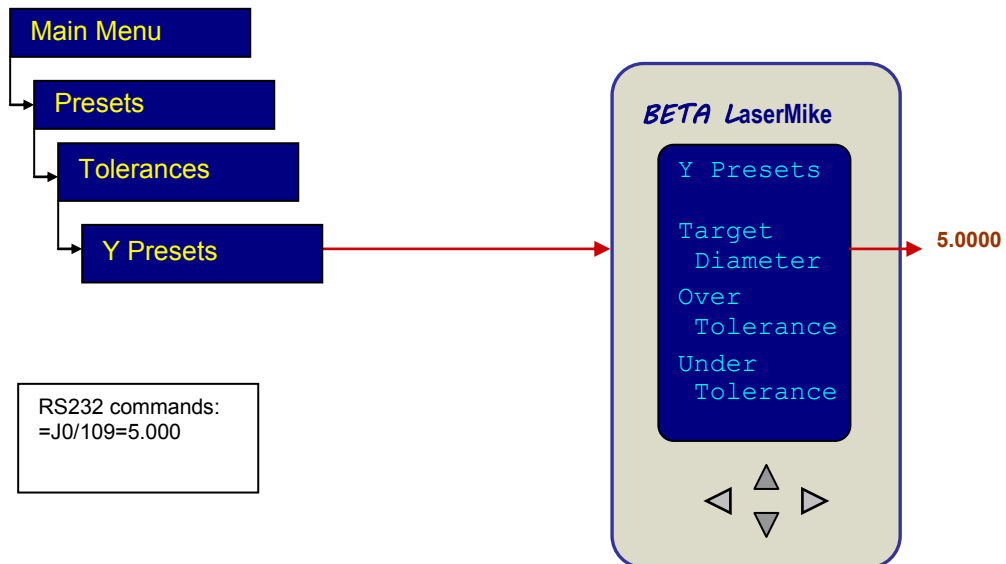 Main Menu
Presets
Tolerances
Y Presets
RS232 commands:
=J0/109=5.000
BETA LaserMike
Y Presets
Target
Diameter
Over
Tolerance
Under
Tolerance
5.0000